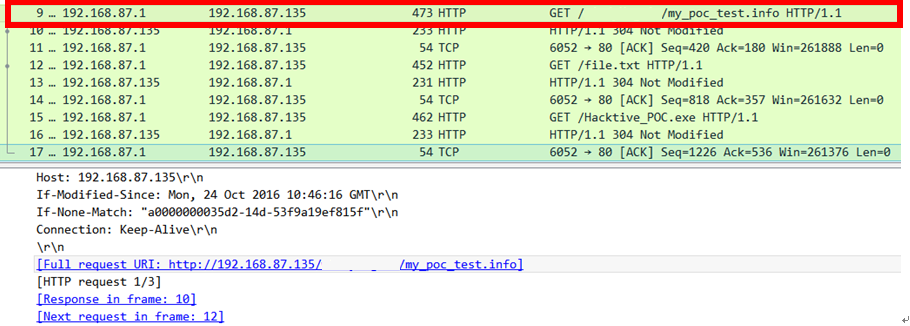 9 … 192.168.87.1 192.168.87.135 473 HTTP GET / /my_poc_test.info HTTP/1.1
10 … 192.168.87.135 192.168.87.1 233 HTTP HTTP/1.1 304 Not Modified
11 … 192.168.87.1 192.168.87.135 54 TCP 6052 → 80 [ACK] Seq=420 Ack=180 Win=261888 Len=0
12 … 192.168.87.1 192.168.87.135 452 HTTP GET /file.txt HTTP/1.1
13 … 192.168.87.135 192.168.87.1 231 HTTP HTTP/1.1 304 Not Modified
14 … 192.168.87.1 192.168.87.135 54 TCP 6052 → 80 [ACK] Seq=818 Ack=357 Win=261632 Len=0
15 … 192.168.87.1 192.168.87.135 462 HTTP GET /Hacktive_POC.exe HTTP/1.1
16 … 192.168.87.135 192.168.87.1 233 HTTP HTTP/1.1 304 Not Modified
17 … 192.168.87.1 192.168.87.135 54 TCP 6052 → 80 [ACK] Seq=1226 Ack=536 Win=261376 Len=0
Host: 192.168.87.135\r\n
If-Modified-Since: Mon, 24 Oct 2016 10:46:16 GMT\r\n
If-None-Match: "a0000000035d2-14d-53f9a19ef815f"\r\n
Connection: Keep-Alive\r\n
\r\n
[Full request URI: http://192.168.87.135/ /my_poc_test.info]
[HTTP request 1/3]
[Response in frame: 10]
[Next request in frame: 12]